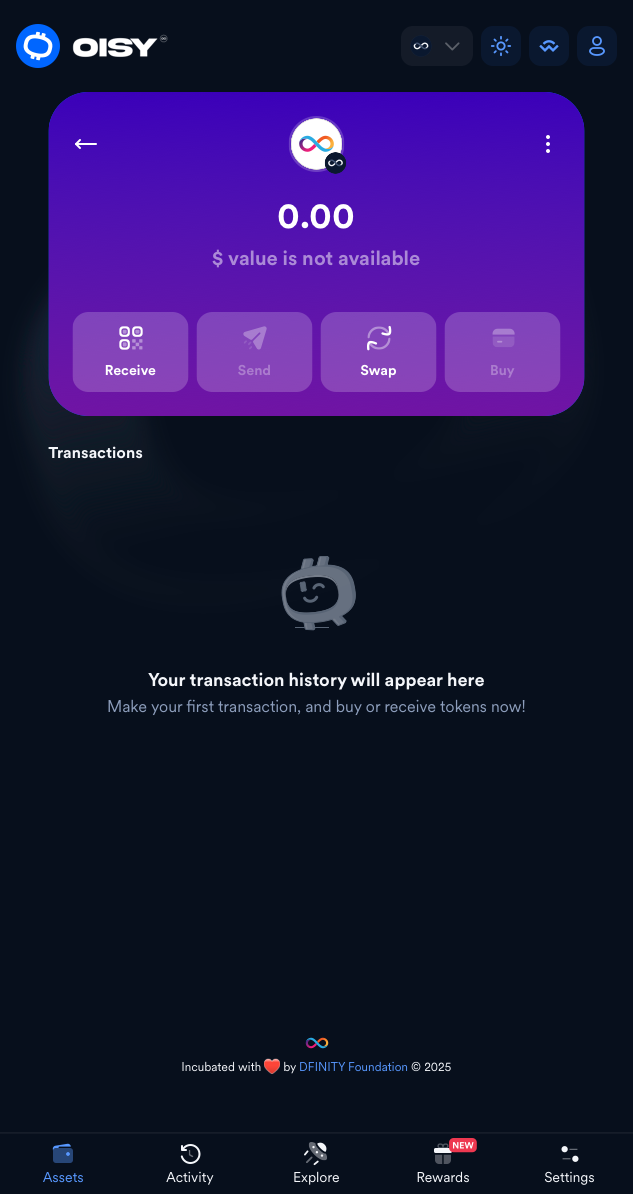 OISY
0.00
$ value is not available
Receive
Send
Swap
Buy
Transactions
Your transaction history will appear here
Make your first transaction, and buy or receive tokens now!
Incubated with ❤️ by DFINITY Foundation © 2025
NEW
Assets
Activity
Explore
Rewards
Settings